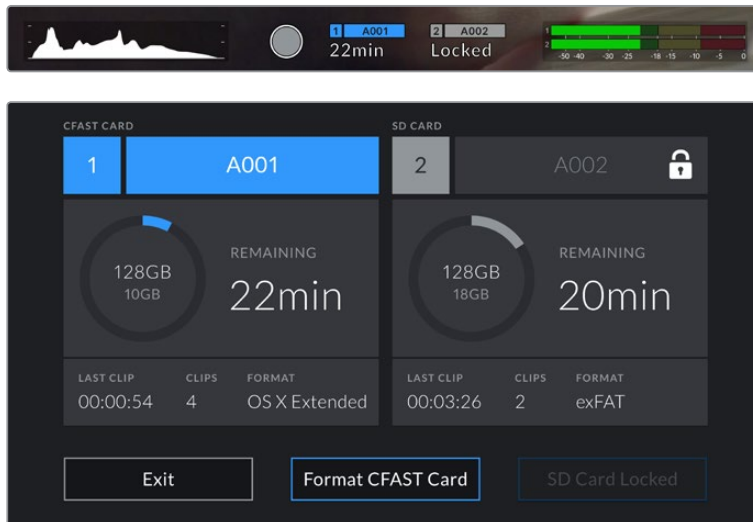 1 A001 2 A002
22min Locked
1
2
-50 -40 -30 -25 -18 -15 -10 -5 0
CFAST CARD SD CARD
1 A001 2 A002
128GB
10GB
REMAINING
22min
128GB
18GB
REMAINING
20min
LAST CLIP CLIPS FORMAT
00:00:54 4 OS X Extended
LAST CLIP CLIPS FORMAT
00:03:26 2 exFAT
Exit Format CFAST Card SD Card Locked